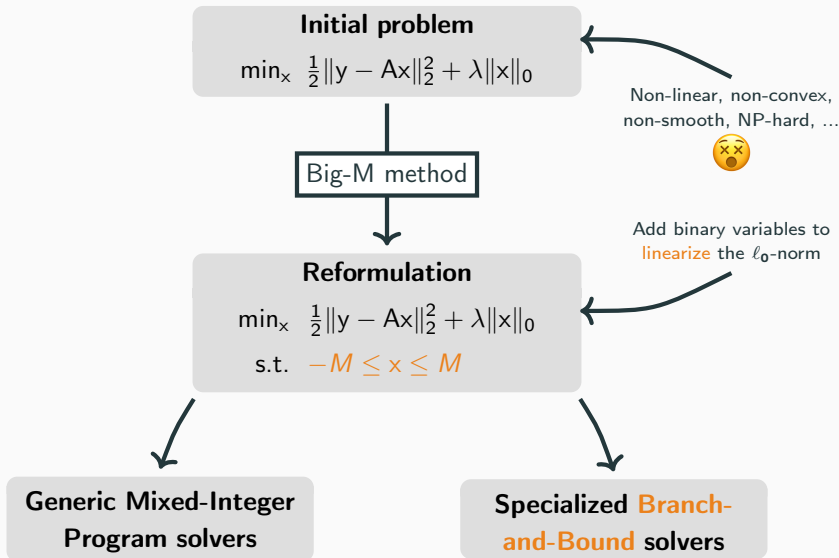 Initial problem
min_x ½‖y − Ax‖₂² + λ‖x‖₀
Non-linear, non-convex,
non-smooth, NP-hard, ...
Big-M method
Add binary variables to
linearize the ℓ₀-norm
Reformulation
min_x ½‖y − Ax‖₂² + λ‖x‖₀
s.t. −M ≤ x ≤ M
Generic Mixed-Integer
Program solvers
Specialized Branch-
and-Bound solvers